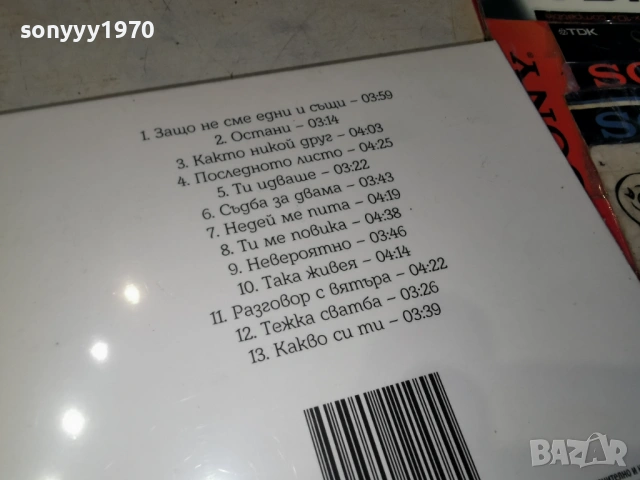 sonyyy1970
TDK
SONY.
SO
1. Защо не сме едни и същи – 03:59
2. Остани – 03:14
3. Както никой друг – 04:03
4. Последното листо – 04:25
5. Ти идваше – 03:22
6. Съдба за двама – 03:43
7. Недей ме пита – 04:19
8. Ти ме повика – 04:38
9. Невероятно – 03:46
10. Така живея – 04:14
11. Разговор с вятъра – 04:22
12. Тежка сватба – 03:26
13. Какво си ти – 03:39
BAZAR